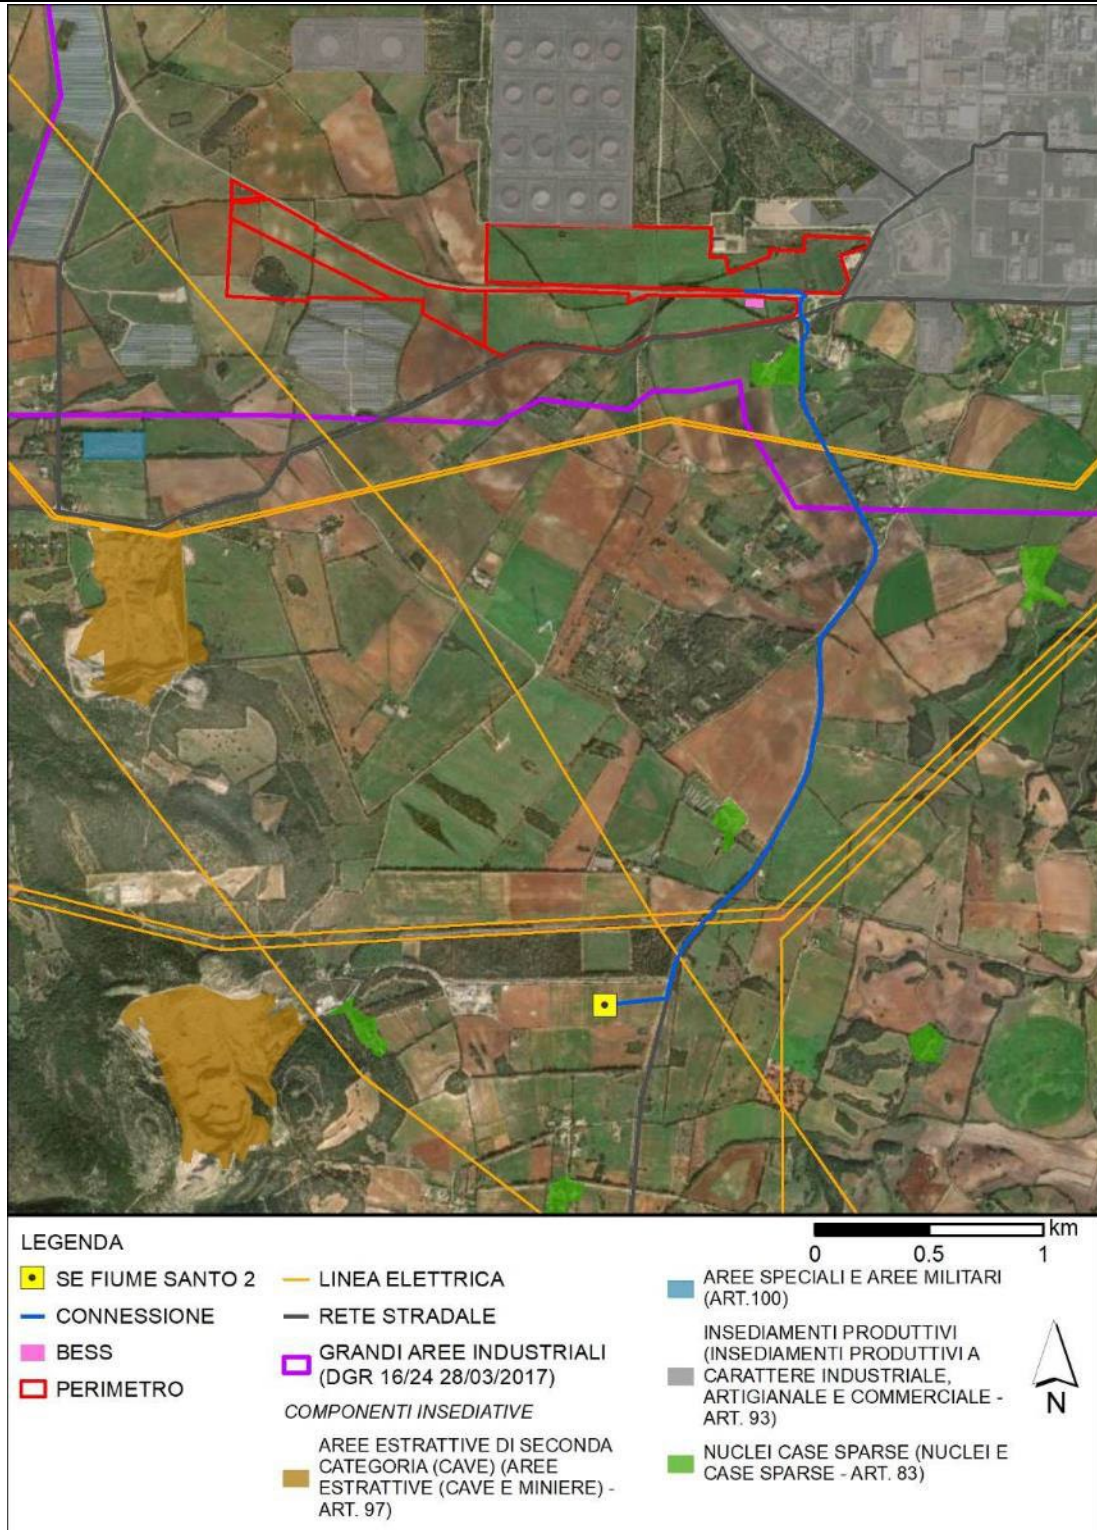 LEGENDA
SE FIUME SANTO 2
CONNESSIONE
BESS
PERIMETRO
LINEA ELETTRICA
RETE STRADALE
GRANDI AREE INDUSTRIALI
(DGR 16/24 28/03/2017)
COMPONENTI INSEDIATIVE
AREE ESTRATTIVE DI SECONDA
CATEGORIA (CAVE) (AREE
ESTRATTIVE (CAVE E MINIERE) -
ART. 97)
km
0 0.5 1
AREE SPECIALI E AREE MILITARI
(ART.100)
INSEDIAMENTI PRODUTTIVI
(INSEDIAMENTI PRODUTTIVI A
CARATTERE INDUSTRIALE,
ARTIGIANALE E COMMERCIALE -
ART. 93)
NUCLEI CASE SPARSE (NUCLEI E
CASE SPARSE - ART. 83)
N